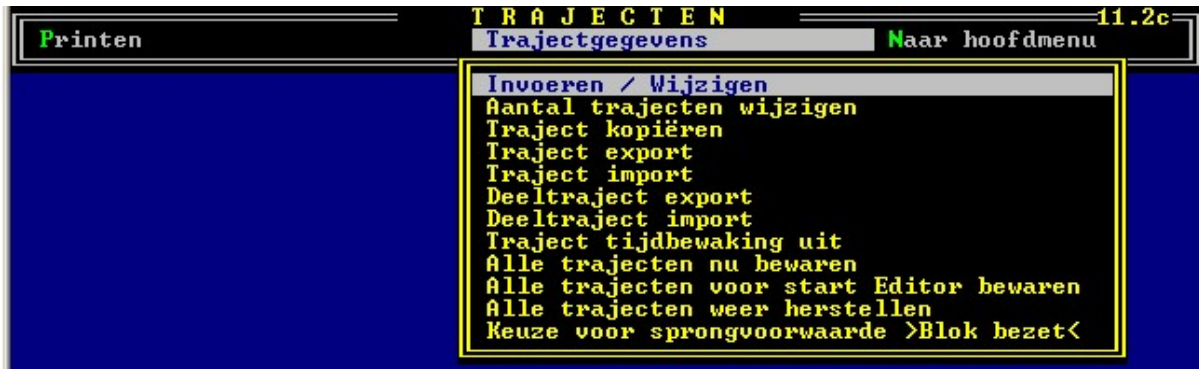 TRAJECTEN 11.2c
Printen Trajectgegevens Naar hoofdmenu
Invoeren / Wijzigen
Aantal trajecten wijzigen
Traject kopiëren
Traject export
Traject import
Deeltraject export
Deeltraject import
Traject tijdbewaking uit
Alle trajecten nu bewaren
Alle trajecten voor start Editor bewaren
Alle trajecten weer herstellen
Keuze voor sprongvoorwaarde >Blok bezet<